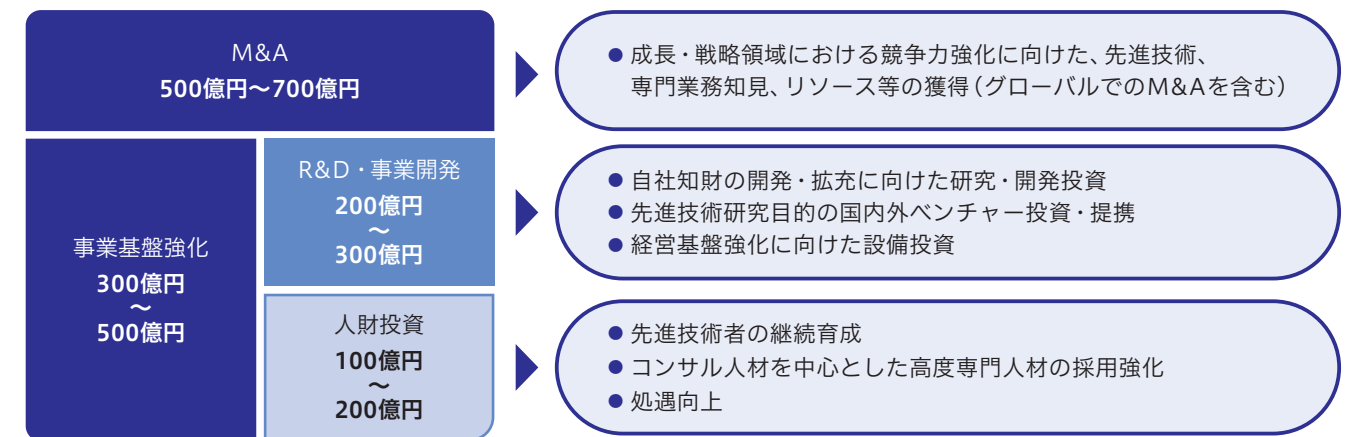 M&A
500億円～700億円
● 成長・戦略領域における競争力強化に向けた、先進技術、
専門業務知見、リソース等の獲得（グローバルでのM&Aを含む）
事業基盤強化
300億円
～
500億円
R&D・事業開発
200億円
～
300億円
● 自社知財の開発・拡充に向けた研究・開発投資
● 先進技術研究目的の国内外ベンチャー投資・提携
● 経営基盤強化に向けた設備投資
人財投資
100億円
～
200億円
● 先進技術者の継続育成
● コンサル人材を中心とした高度専門人材の採用強化
● 処遇向上